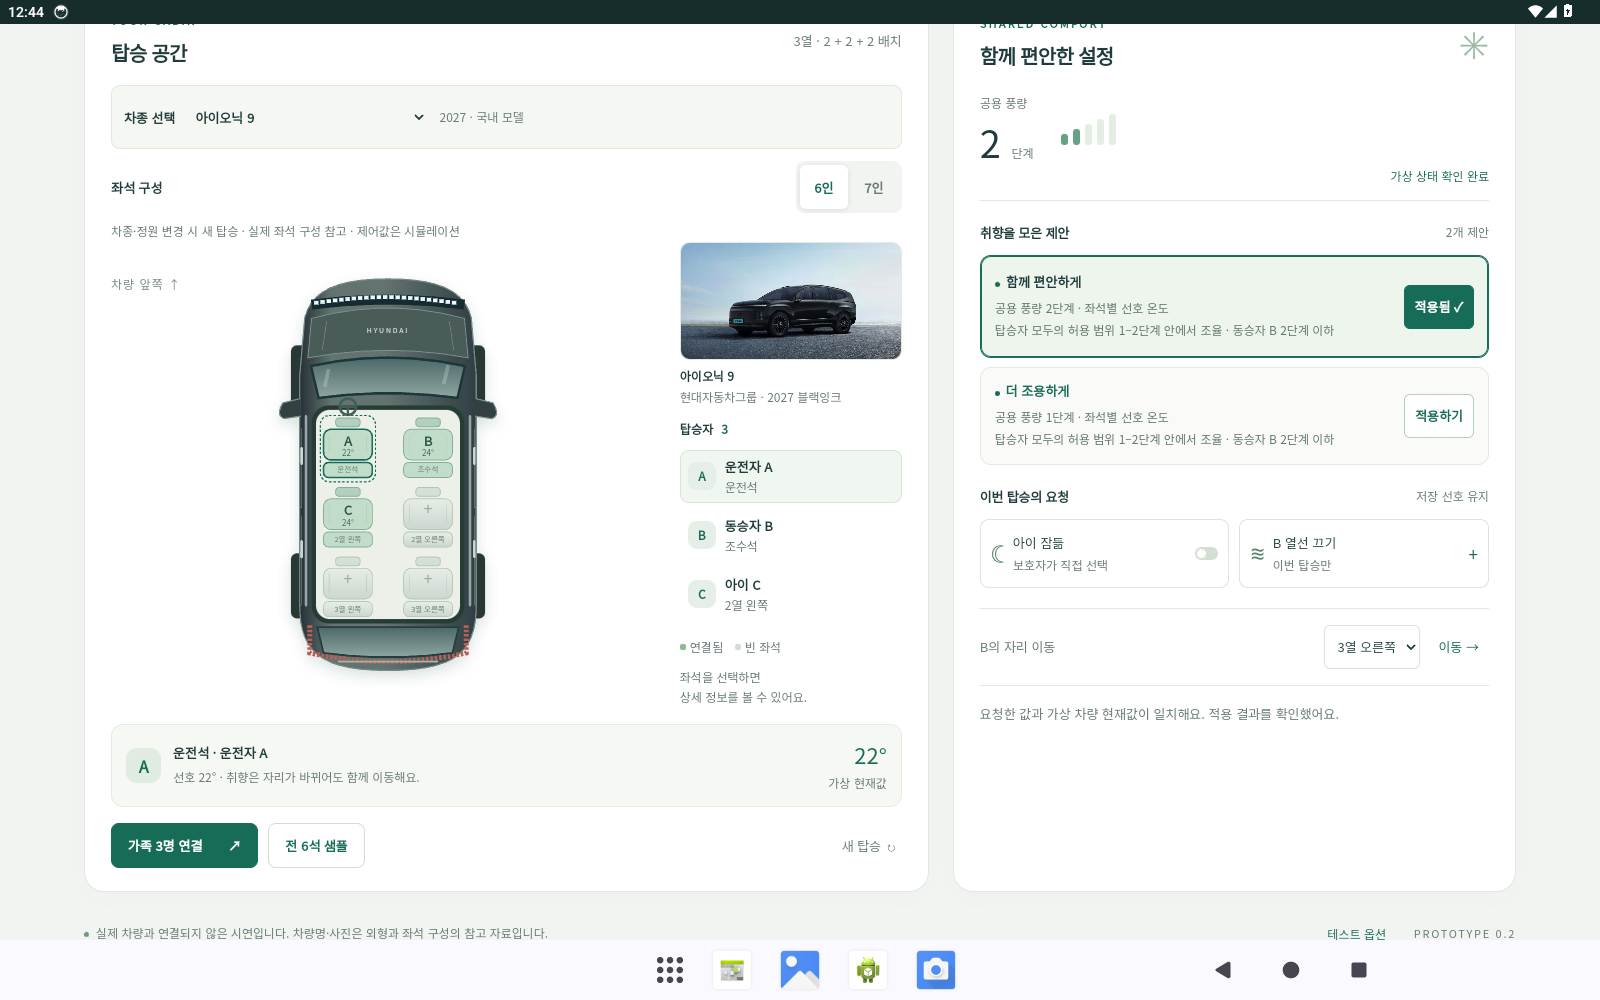 12:44
탑승 공간
3열 · 2 + 2 + 2 배치
차종 선택 아이오닉 9 2027 · 국내 모델
좌석 구성 6인 7인
차종·정원 변경 시 새 탑승 · 실제 좌석 구성 참고 · 제어값은 시뮬레이션
차량 앞쪽 ↑
HYUNDAI
A
22°
운전석
B
24°
조수석
C
24°
2열 왼쪽
+
2열 오른쪽
+
3열 왼쪽
+
3열 오른쪽
아이오닉 9
현대자동차그룹 · 2027 블랙잉크
탑승자 3
A 운전자 A
운전석
B 동승자 B
조수석
C 아이 C
2열 왼쪽
연결됨 빈 좌석
좌석을 선택하면
상세 정보를 볼 수 있어요.
A 운전석 · 운전자 A
선호 22° · 취향은 자리가 바뀌어도 함께 이동해요.
22°
가상 현재값
가족 3명 연결 ↗
전 6석 샘플
새 탑승 ↻
SHARED COMFORT
함께 편안한 설정
공용 풍량
2 단계
가상 상태 확인 완료
취향을 모은 제안 2개 제안
함께 편안하게
공용 풍량 2단계 · 좌석별 선호 온도
탑승자 모두의 허용 범위 1–2단계 안에서 조율 · 동승자 B 2단계 이하
적용됨 ✓
더 조용하게
공용 풍량 1단계 · 좌석별 선호 온도
탑승자 모두의 허용 범위 1–2단계 안에서 조율 · 동승자 B 2단계 이하
적용하기
이번 탑승의 요청 저장 선호 유지
아이 잠듦
보호자가 직접 선택
B 열선 끄기
이번 탑승만
+
B의 자리 이동 3열 오른쪽 이동 →
요청한 값과 가상 차량 현재값이 일치해요. 적용 결과를 확인했어요.
실제 차량과 연결되지 않은 시연입니다. 차량명·사진은 외형과 좌석 구성의 참고 자료입니다.
테스트 옵션 PROTOTYPE 0.2